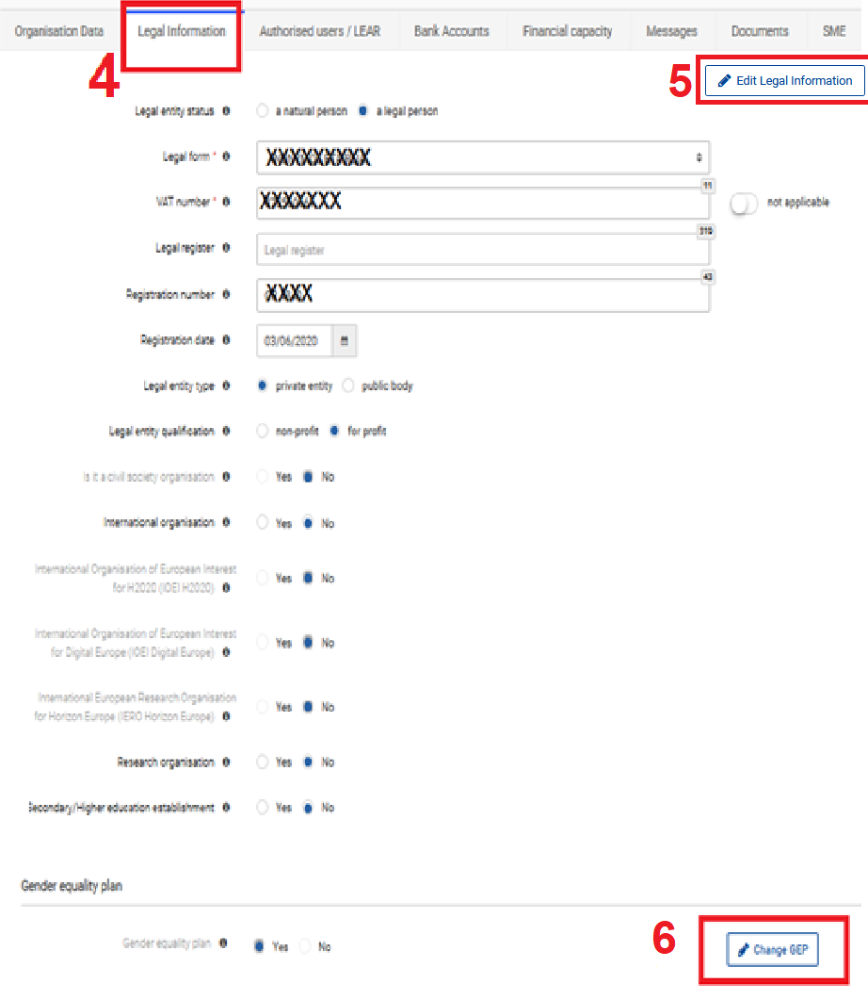 Organisation Data Legal Information Authorised users / LEAR Bank Accounts Financial capacity Messages Documents SME
4
5 Edit Legal Information
Legal entity status a natural person a legal person
Legal form * XXXXXXXXX
11
VAT number * XXXXXXX not applicable
319
Legal register Legal register
43
Registration number XXXX
Registration date 03/06/2020
Legal entity type private entity public body
Legal entity qualification non-profit for profit
Is it a civil society organisation Yes No
International organisation Yes No
International Organisation of European Interest
for H2020 (IOEI H2020) Yes No
International Organisation of European Interest
for Digital Europe (IOEI Digital Europe) Yes No
International European Research Organisation
for Horizon Europe (IERO Horizon Europe) Yes No
Research organisation Yes No
Secondary/Higher education establishment Yes No
Gender equality plan
Gender equality plan Yes No
6 Change GEP